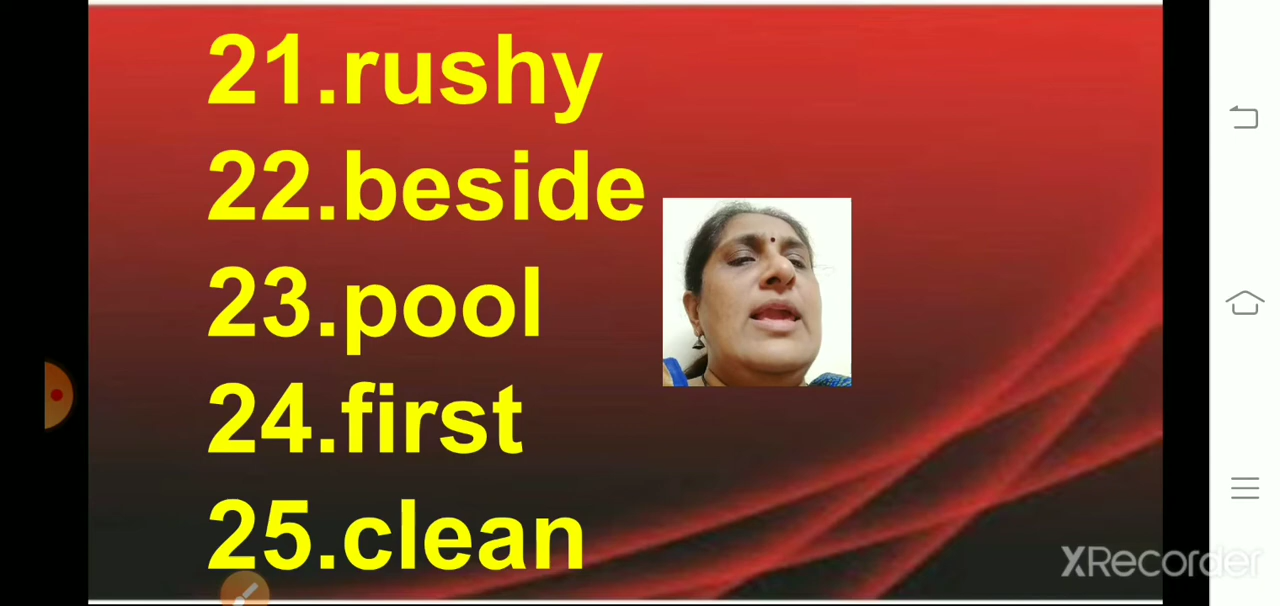 21.rushy
22.beside
23.pool
24.first
25.clean
XRecorder